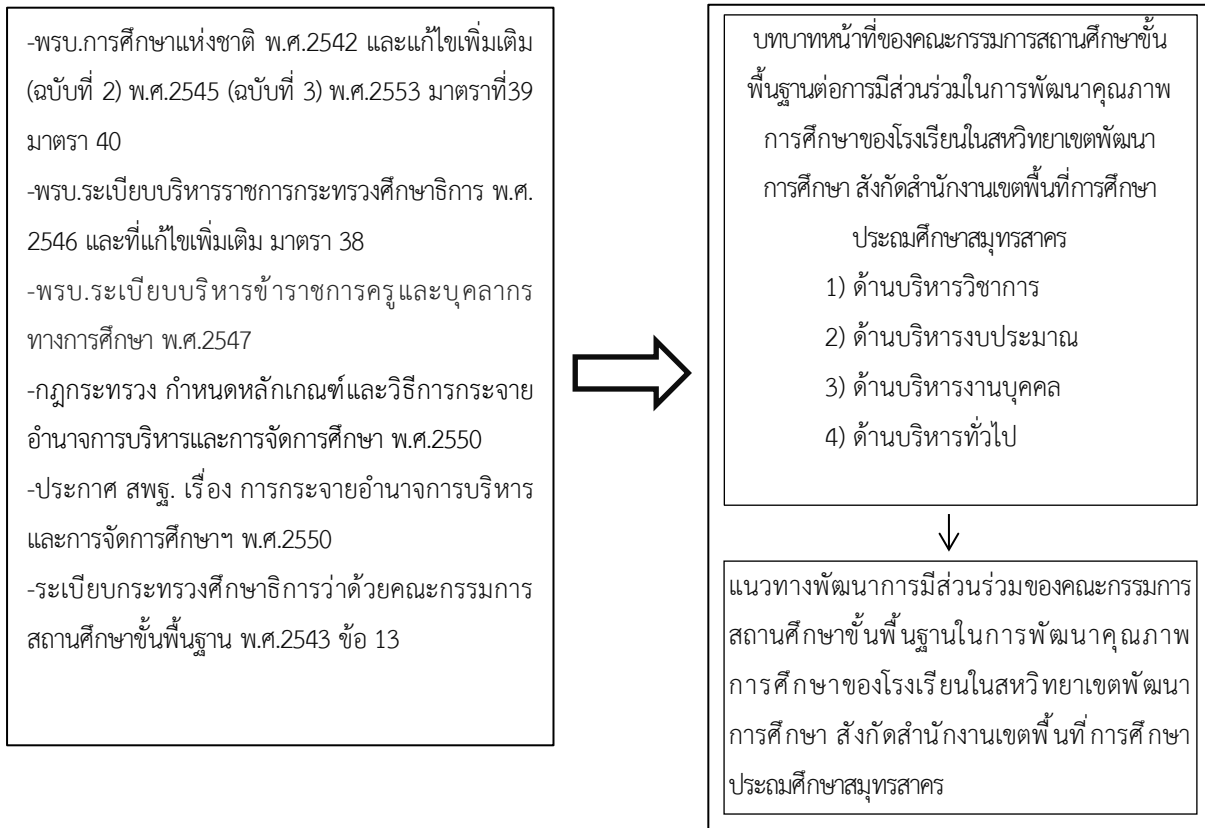 -พรบ.การศึกษาแห่งชาติ พ.ศ.2542 และแก้ไขเพิ่มเติม
(ฉบับที่ 2) พ.ศ.2545 (ฉบับที่ 3) พ.ศ.2553 มาตราที่39
มาตรา 40
-พรบ.ระเบียบบริหารราชการกระทรวงศึกษาธิการ พ.ศ.
2546 และที่แก้ไขเพิ่มเติม มาตรา 38
-พรบ.ระเบียบบริหารข้าราชการครูและบุคลากร
ทางการศึกษา พ.ศ.2547
-กฎกระทรวง กำหนดหลักเกณฑ์และวิธีการกระจาย
อำนาจการบริหารและการจัดการศึกษา พ.ศ.2550
-ประกาศ สพฐ. เรื่อง การกระจายอำนาจการบริหาร
และการจัดการศึกษาฯ พ.ศ.2550
-ระเบียบกระทรวงศึกษาธิการว่าด้วยคณะกรรมการ
สถานศึกษาขั้นพื้นฐาน พ.ศ.2543 ข้อ 13
บทบาทหน้าที่ของคณะกรรมการสถานศึกษาขั้น
พื้นฐานต่อการมีส่วนร่วมในการพัฒนาคุณภาพ
การศึกษาของโรงเรียนในสหวิทยาเขตพัฒนา
การศึกษา สังกัดสำนักงานเขตพื้นที่การศึกษา
ประถมศึกษาสมุทรสาคร
1) ด้านบริหารวิชาการ
2) ด้านบริหารงบประมาณ
3) ด้านบริหารงานบุคคล
4) ด้านบริหารทั่วไป
แนวทางพัฒนาการมีส่วนร่วมของคณะกรรมการ
สถานศึกษาขั้นพื้นฐานในการพัฒนาคุณภาพ
การศึกษาของโรงเรียนในสหวิทยาเขตพัฒนา
การศึกษา สังกัดสำนักงานเขตพื้นที่การศึกษา
ประถมศึกษาสมุทรสาคร